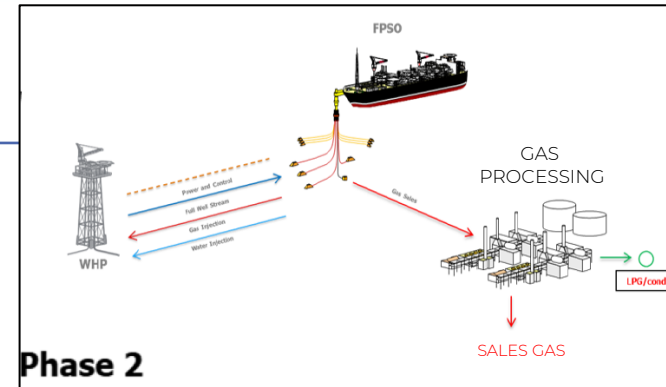 FPSO
GAS
PROCESSING
Power and Control
Full Well Stream
Gas Injection
Water Injection
Gas Sales
WHP
LPG/cond
SALES GAS
Phase 2